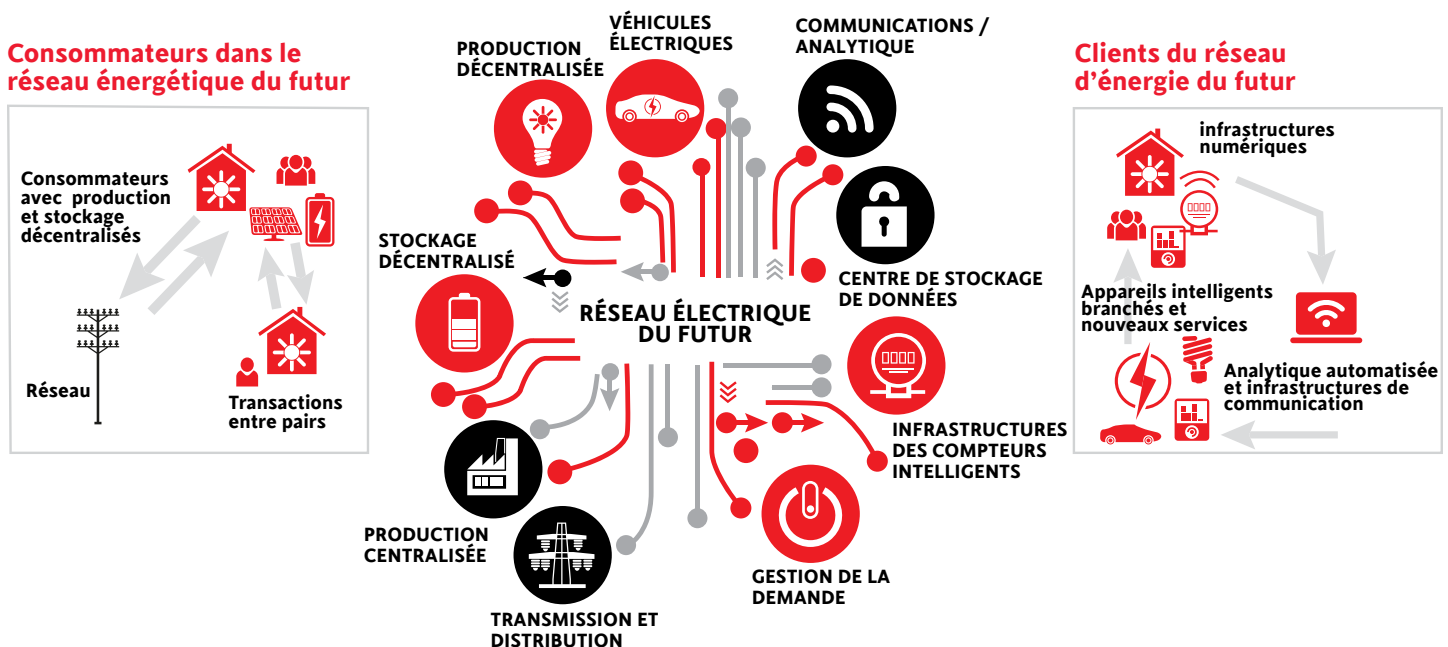 Consommateurs dans le
réseau énergétique du futur
Consommateurs
avec production
et stockage
décentralisés
Réseau
Transactions
entre pairs
PRODUCTION
DÉCENTRALISÉE
VÉHICULES
ÉLECTRIQUES
COMMUNICATIONS /
ANALYTIQUE
STOCKAGE
DÉCENTRALISÉ
CENTRE DE STOCKAGE
DE DONNÉES
RÉSEAU ÉLECTRIQUE
DU FUTUR
INFRASTRUCTURES
DES COMPTEURS
INTELLIGENTS
PRODUCTION
CENTRALISÉE
GESTION DE LA
DEMANDE
TRANSMISSION ET
DISTRIBUTION
Clients du réseau
d'énergie du futur
infrastructures
numériques
Appareils intelligents
branchés et
nouveaux services
Analytique automatisée
et infrastructures de
communication